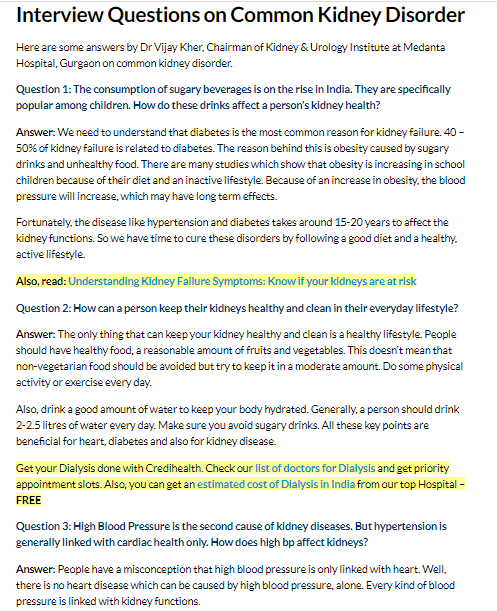 Interview Questions on Common Kidney Disorder
Here are some answers by Dr Vijay Kher, Chairman of Kidney & Urology Institute at Medanta
Hospital, Gurgaon on common kidney disorder.
Question 1: The consumption of sugary beverages is on the rise in India. They are specifically
popular among children. How do these drinks affect a person's kidney health?
Answer: We need to understand that diabetes is the most common reason for kidney failure. 40 –
50% of kidney failure is related to diabetes. The reason behind this is obesity caused by sugary
drinks and unhealthy food. There are many studies which show that obesity is increasing in school
children because of their diet and an inactive lifestyle. Because of an increase in obesity, the blood
pressure will increase, which may have long term effects.
Fortunately, the disease like hypertension and diabetes takes around 15-20 years to affect the
kidney functions. So we have time to cure these disorders by following a good diet and a healthy,
active lifestyle.
Also, read: Understanding Kidney Failure Symptoms: Know if your kidneys are at risk
Question 2: How can a person keep their kidneys healthy and clean in their everyday lifestyle?
Answer: The only thing that can keep your kidney healthy and clean is a healthy lifestyle. People
should have healthy food, a reasonable amount of fruits and vegetables. This doesn't mean that
non-vegetarian food should be avoided but try to keep it in a moderate amount. Do some physical
activity or exercise every day.
Also, drink a good amount of water to keep your body hydrated. Generally, a person should drink
2-2.5 litres of water every day. Make sure you avoid sugary drinks. All these key points are
beneficial for heart, diabetes and also for kidney disease.
Get your Dialysis done with Credihealth. Check our list of doctors for Dialysis and get priority
appointment slots. Also, you can get an estimated cost of Dialysis in India from our top Hospital –
FREE
Question 3: High Blood Pressure is the second cause of kidney diseases. But hypertension is
generally linked with cardiac health only. How does high bp affect kidneys?
Answer: People have a misconception that high blood pressure is only linked with heart. Well,
there is no heart disease which can be caused by high blood pressure, alone. Every kind of blood
pressure is linked with kidney functions.